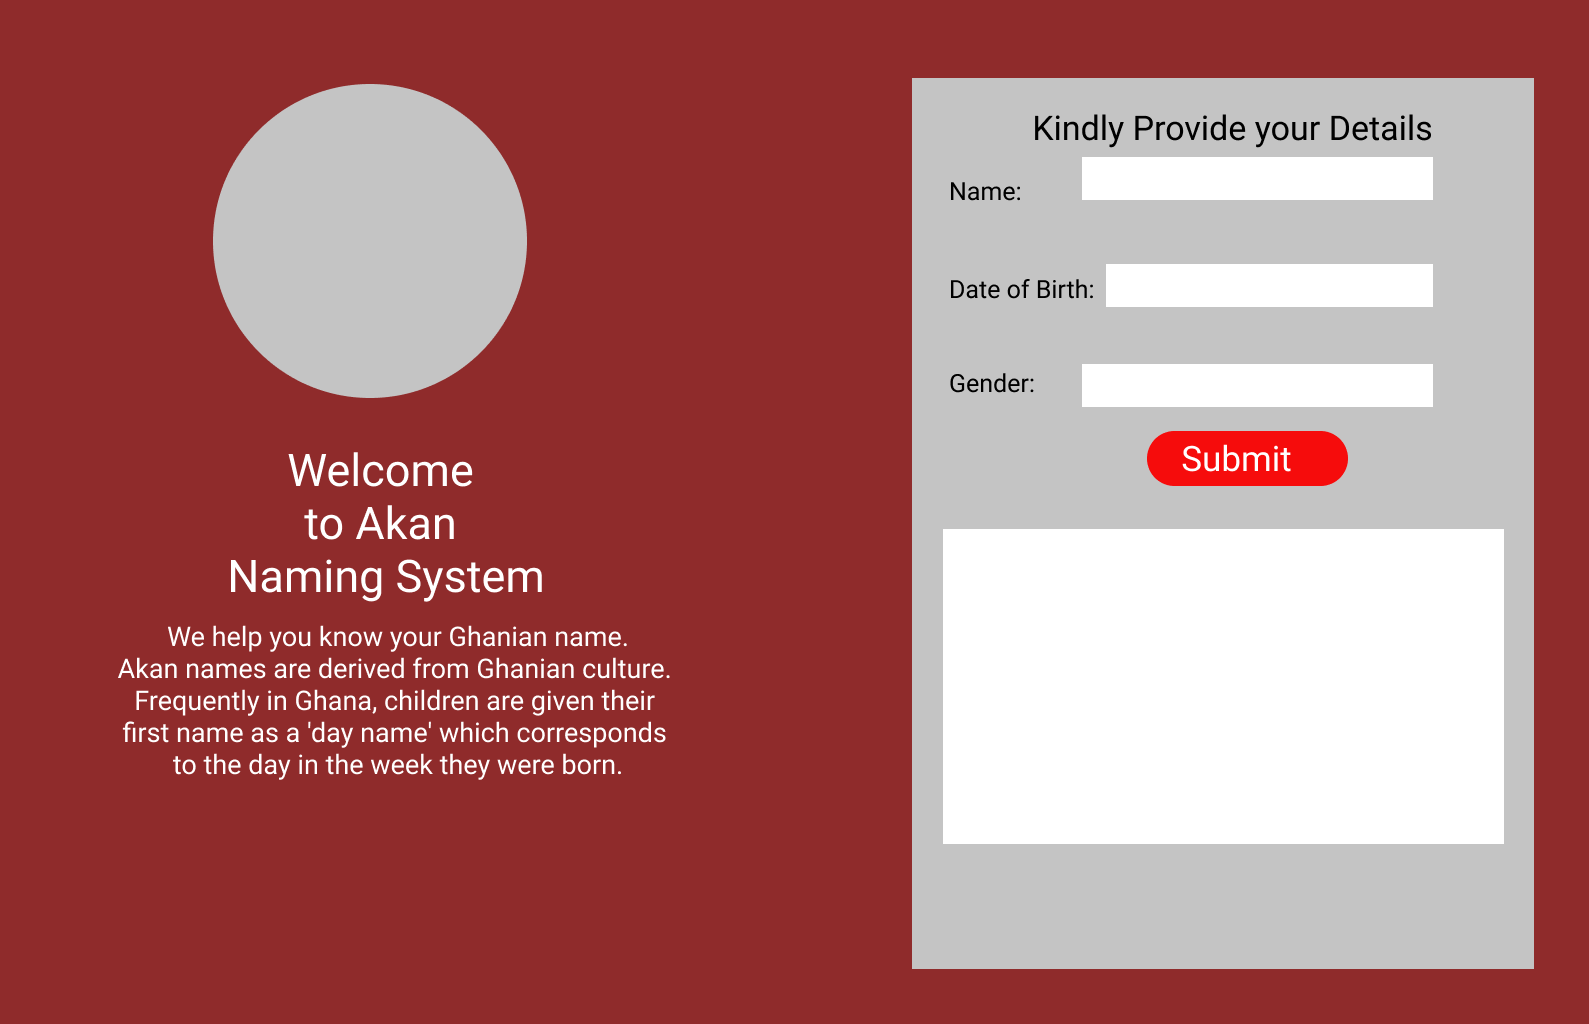 Welcome
to Akan
Naming System
We help you know your Ghanian name.
Akan names are derived from Ghanian culture.
Frequently in Ghana, children are given their
first name as a 'day name' which corresponds
to the day in the week they were born.
Kindly Provide your Details
Name:
Date of Birth:
Gender:
Submit